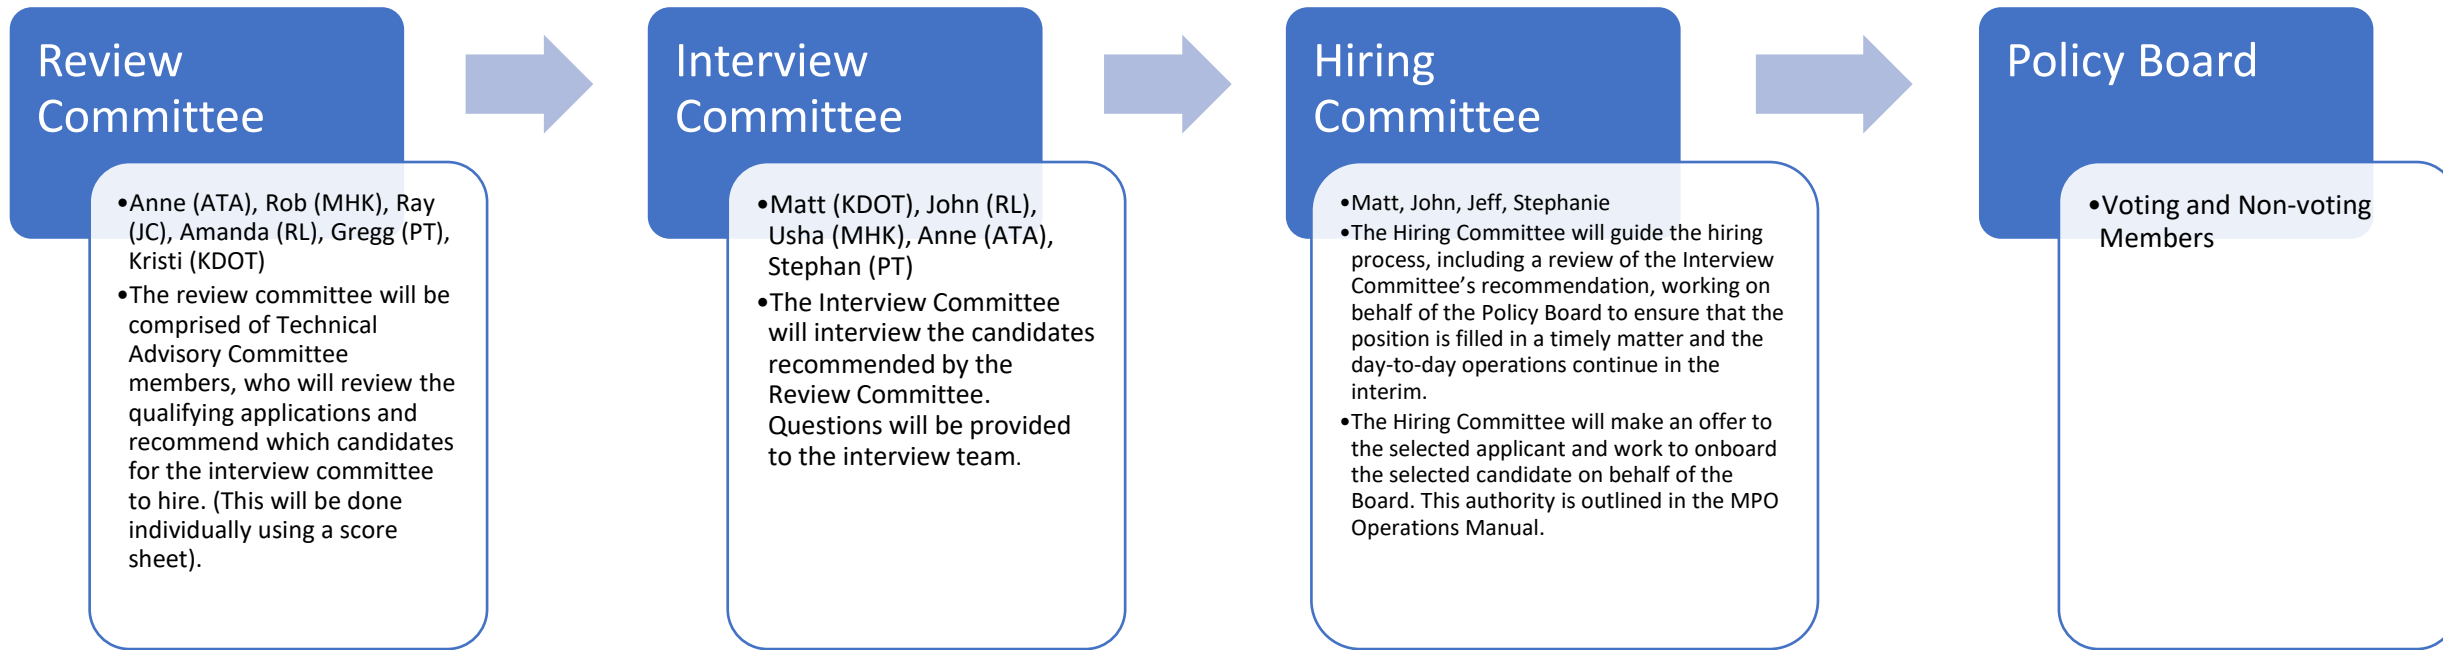 Review
Committee
•Anne (ATA), Rob (MHK), Ray
(JC), Amanda (RL), Gregg (PT),
Kristi (KDOT)
•The review committee will be
comprised of Technical
Advisory Committee
members, who will review the
qualifying applications and
recommend which candidates
for the interview committee
to hire. (This will be done
individually using a score
sheet).
Interview
Committee
•Matt (KDOT), John (RL),
Usha (MHK), Anne (ATA),
Stephan (PT)
•The Interview Committee
will interview the candidates
recommended by the
Review Committee.
Questions will be provided
to the interview team.
Hiring
Committee
•Matt, John, Jeff, Stephanie
•The Hiring Committee will guide the hiring
process, including a review of the Interview
Committee’s recommendation, working on
behalf of the Policy Board to ensure that the
position is filled in a timely matter and the
day-to-day operations continue in the
interim.
•The Hiring Committee will make an offer to
the selected applicant and work to onboard
the selected candidate on behalf of the
Board. This authority is outlined in the MPO
Operations Manual.
Policy Board
•Voting and Non-voting
Members